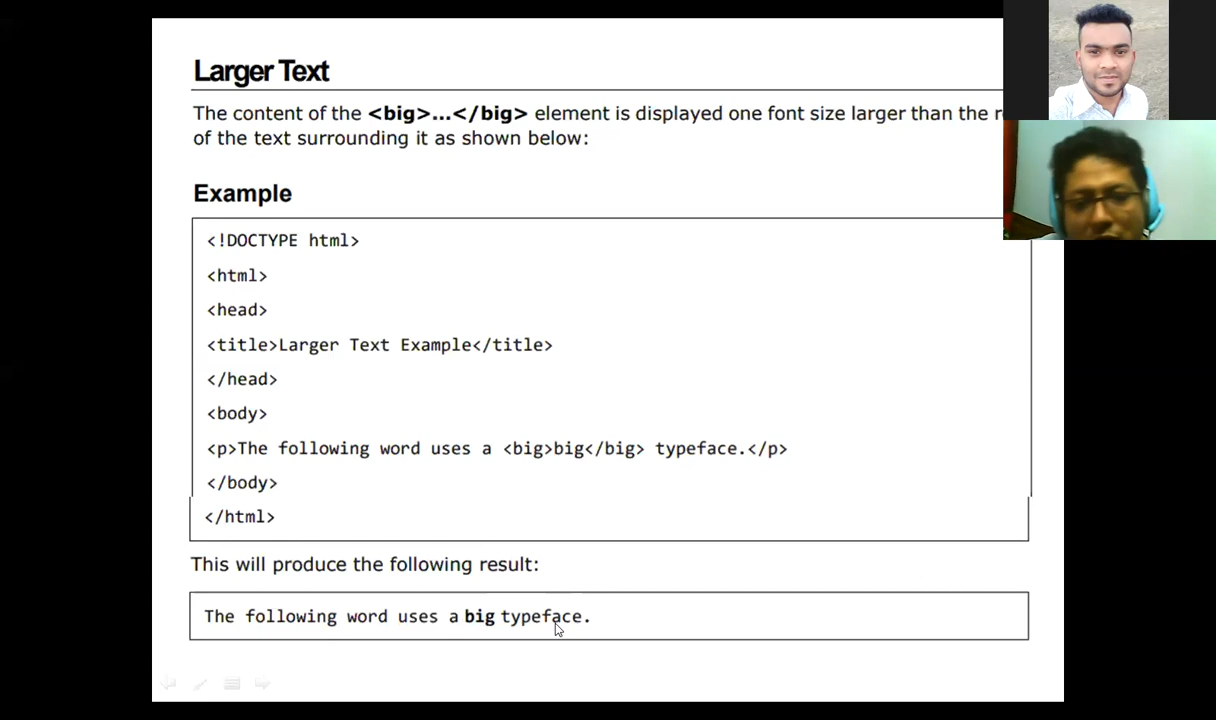 Larger Text
The content of the <big>...</big> element is displayed one font size larger than the
of the text surrounding it as shown below:
Example
<!DOCTYPE html>
<html>
<head>
<title>Larger Text Example</title>
</head>
<body>
<p>The following word uses a <big>big</big> typeface.</p>
</body>
</html>
This will produce the following result:
The following word uses a big typeface.